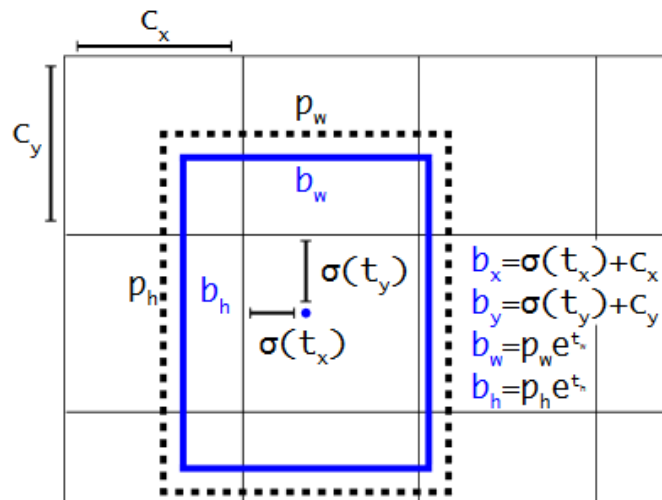 Cx
Cy
pw
bw
ph
bh
σ(ty)
σ(tx)
bx=σ(tx)+Cx
by=σ(ty)+Cy
bw=pwe^t
bh=phe^t